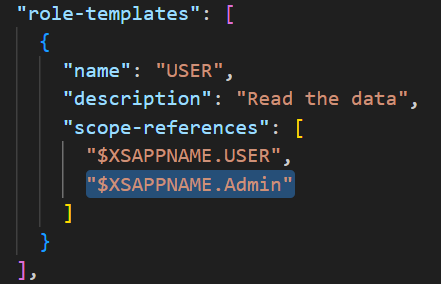 "role-templates": [
{
"name": "USER",
"description": "Read the data",
"scope-references": [
"$XSAPPNAME.USER",
"$XSAPPNAME.Admin"
]
}
],